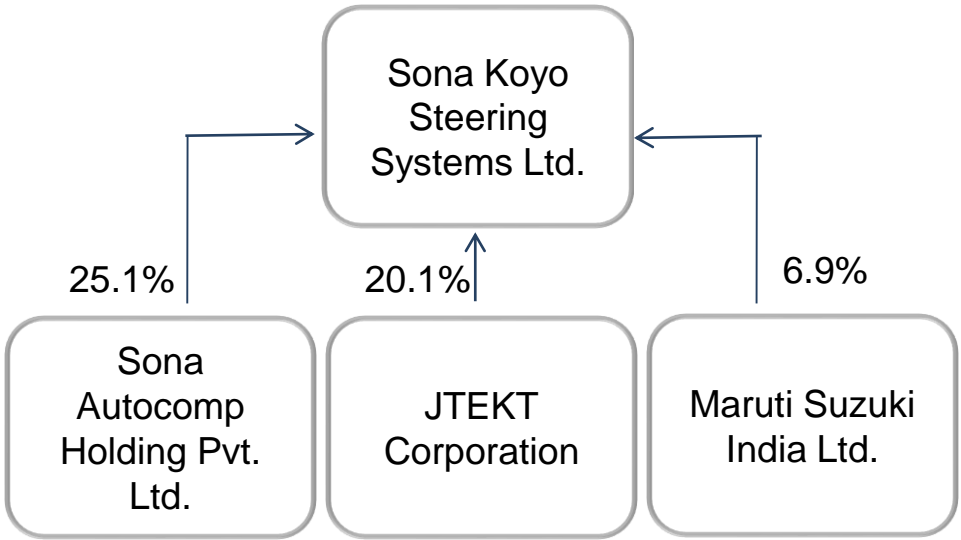 Sona Koyo
Steering
Systems Ltd.
25.1%
20.1%
6.9%
Sona
Autocomp
Holding Pvt.
Ltd.
JTEKT
Corporation
Maruti Suzuki
India Ltd.